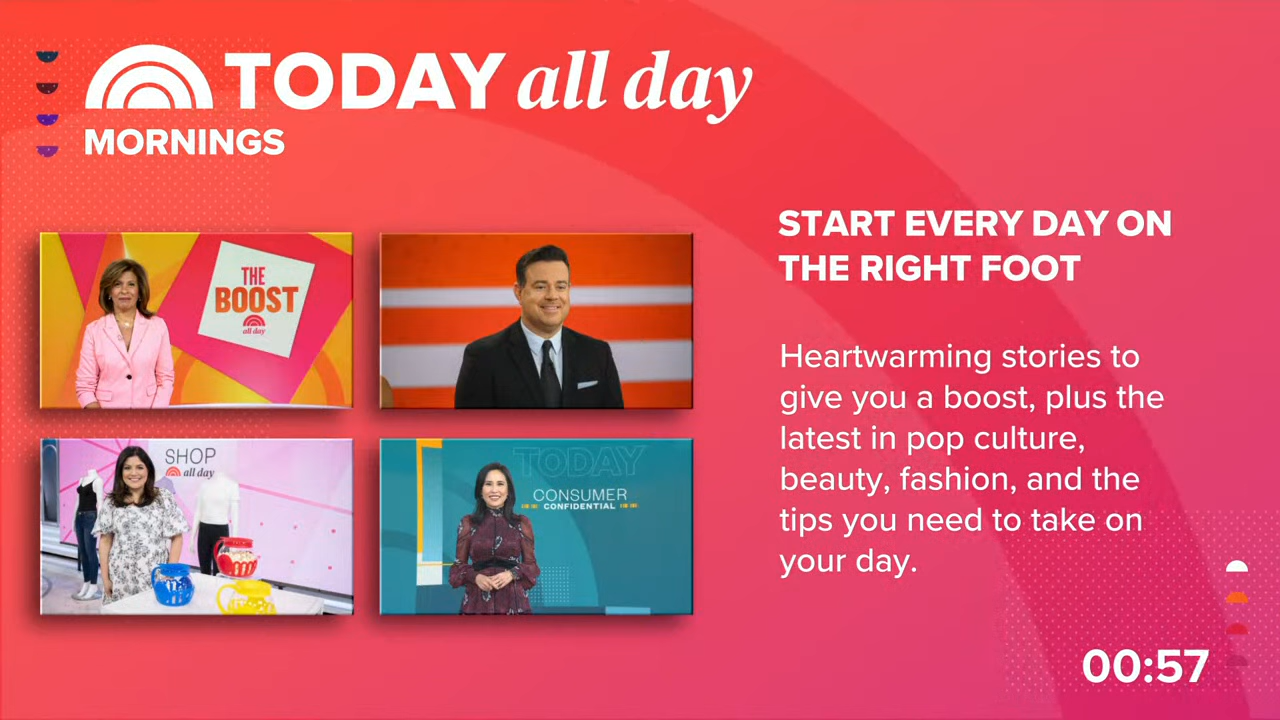 TODAY all day
MORNINGS
START EVERY DAY ON
THE RIGHT FOOT
THE
BOOST
all day
SHOP
all day
TODAY
CONSUMER
CONFIDENTIAL
Heartwarming stories to
give you a boost, plus the
latest in pop culture,
beauty, fashion, and the
tips you need to take on
your day.
00:57